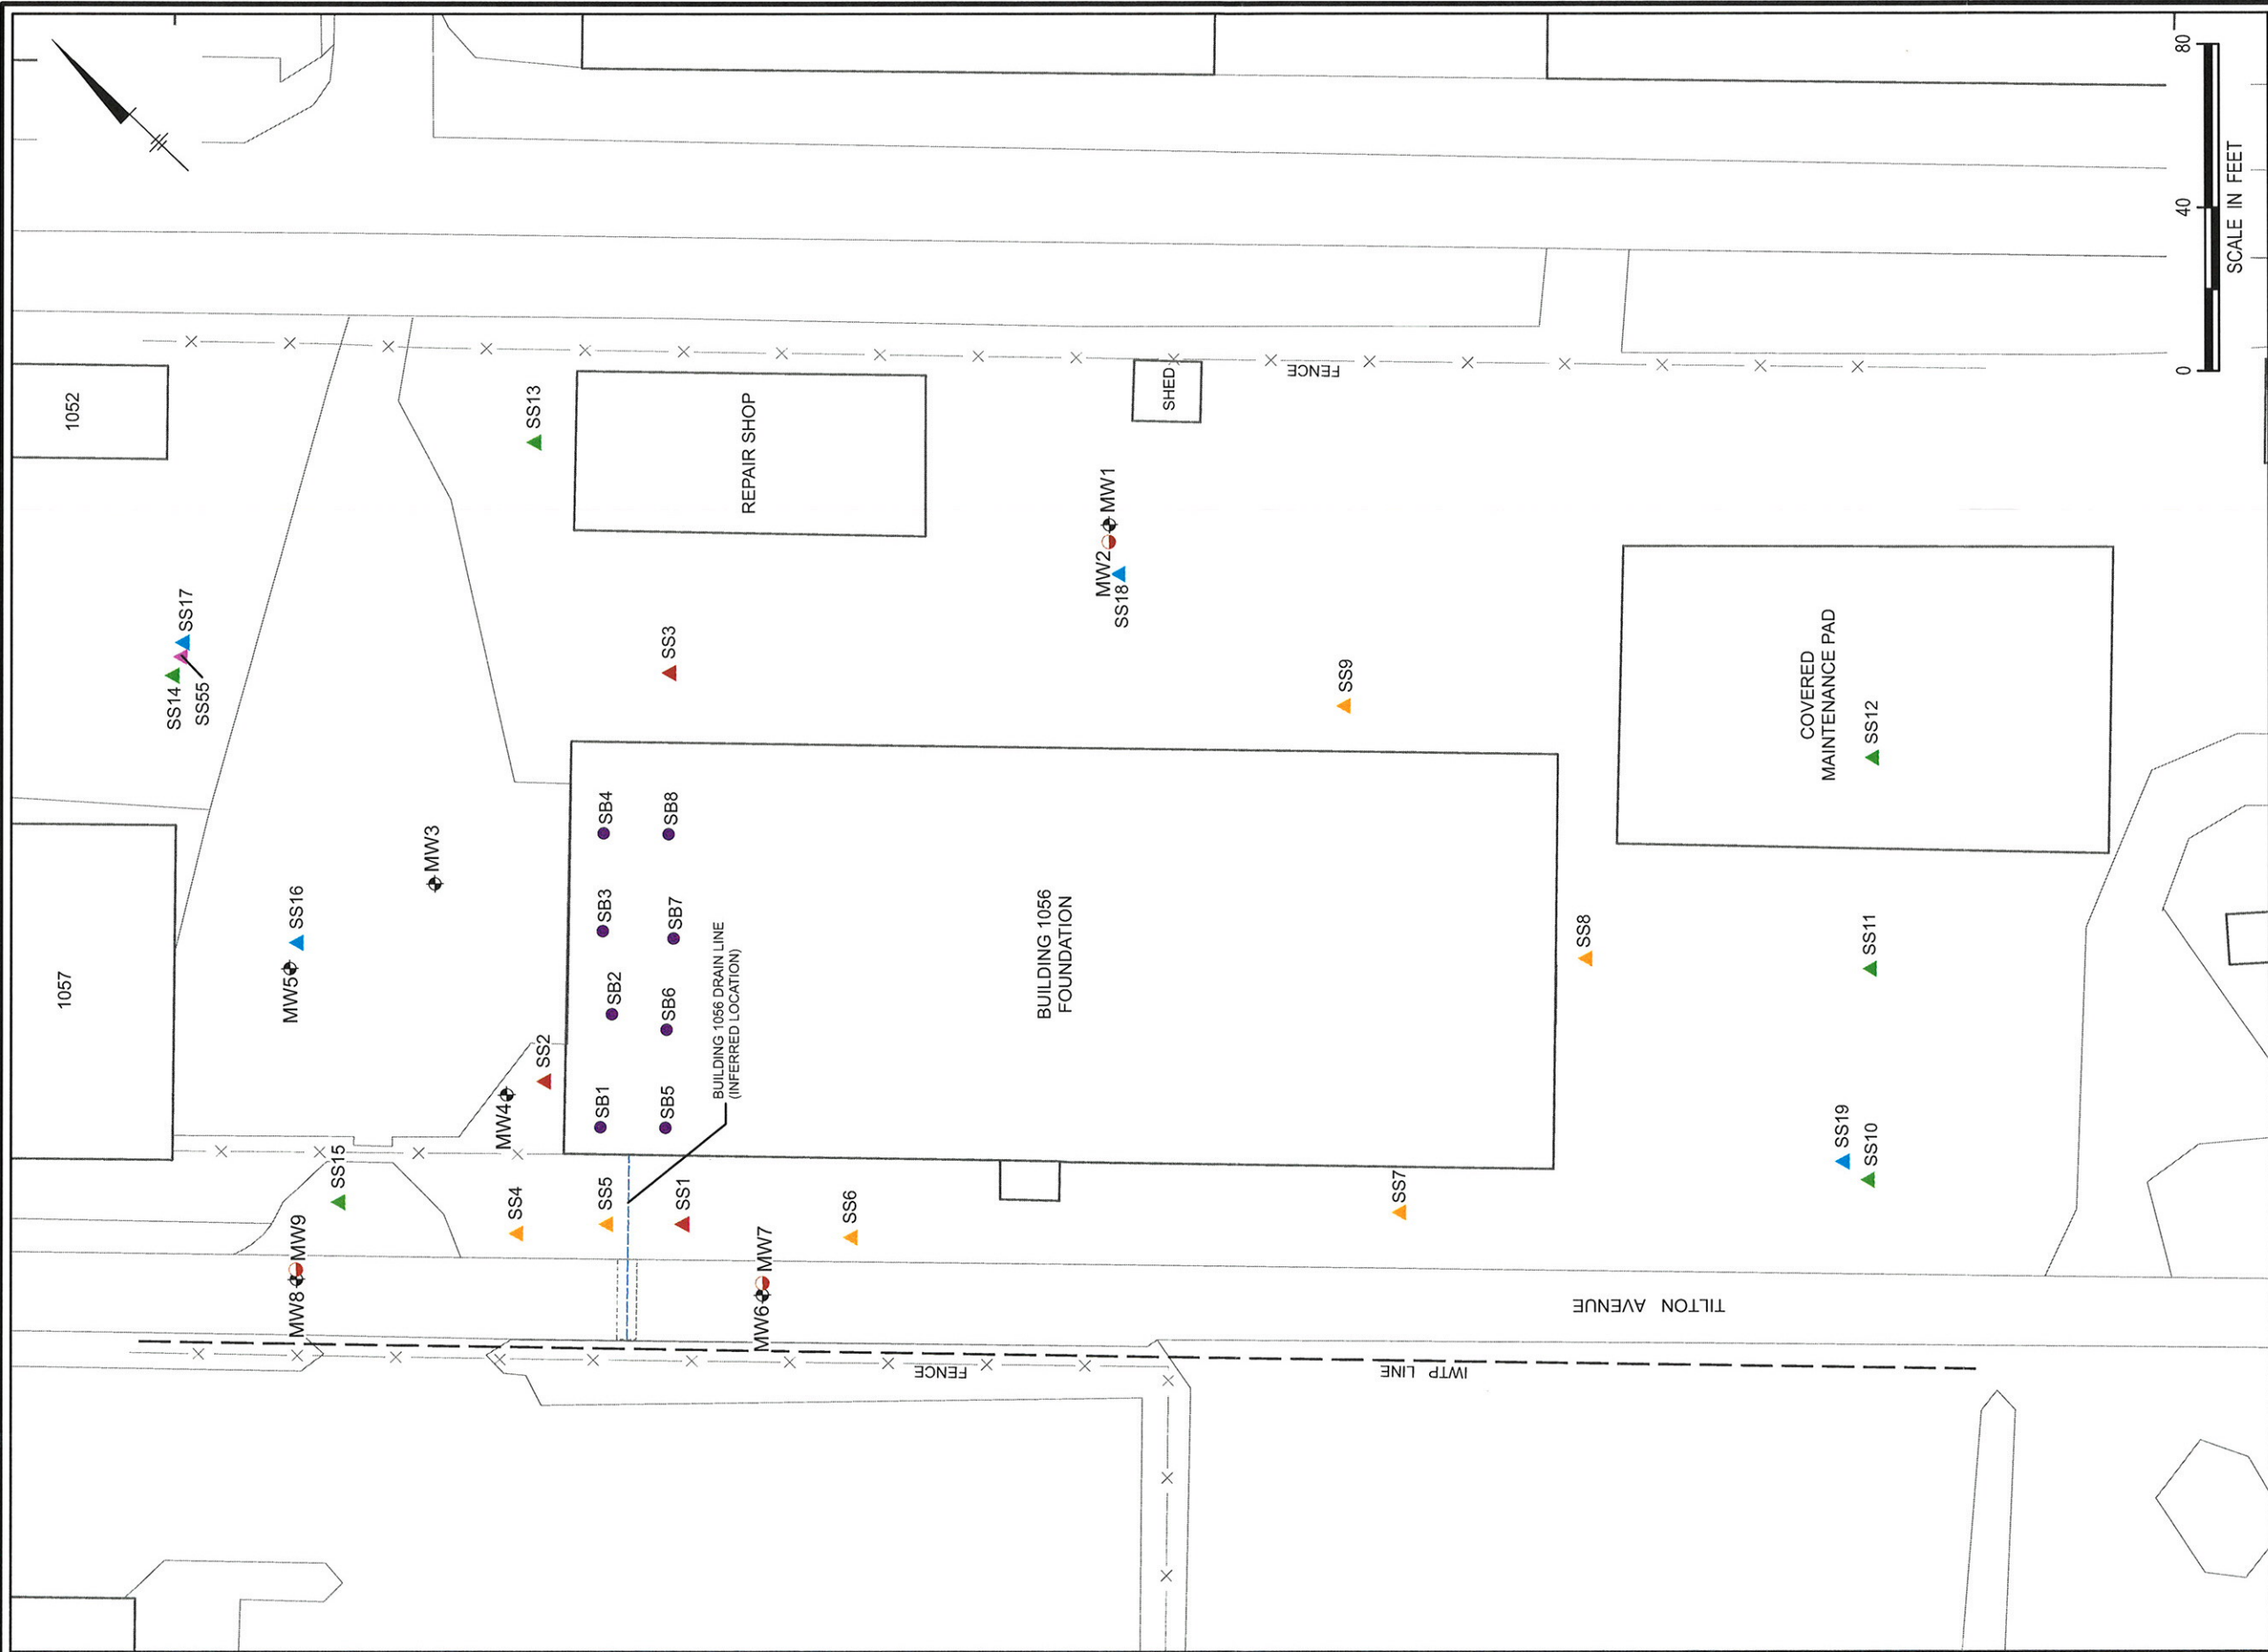 1052
SS13
REPAIR SHOP
SHED
FENCE
80
40
0
SCALE IN FEET
SS17
SS14
SS55
SS3
MW1
MW2
SS18
SS9
COVERED
MAINTENANCE PAD
SS12
1057
MW3
SS16
MW5
SB4
SB8
SB3
SB7
SB2
SB6
SB1
SB5
BUILDING 1056 DRAIN LINE
(INFERRED LOCATION)
BUILDING 1056
FOUNDATION
SS8
SS11
SS2
MW4
SS15
SS4
SS5
SS1
SS6
SS7
SS19
SS10
MW9
MW8
MW7
MW6
TILTON AVENUE
FENCE
IWTP LINE